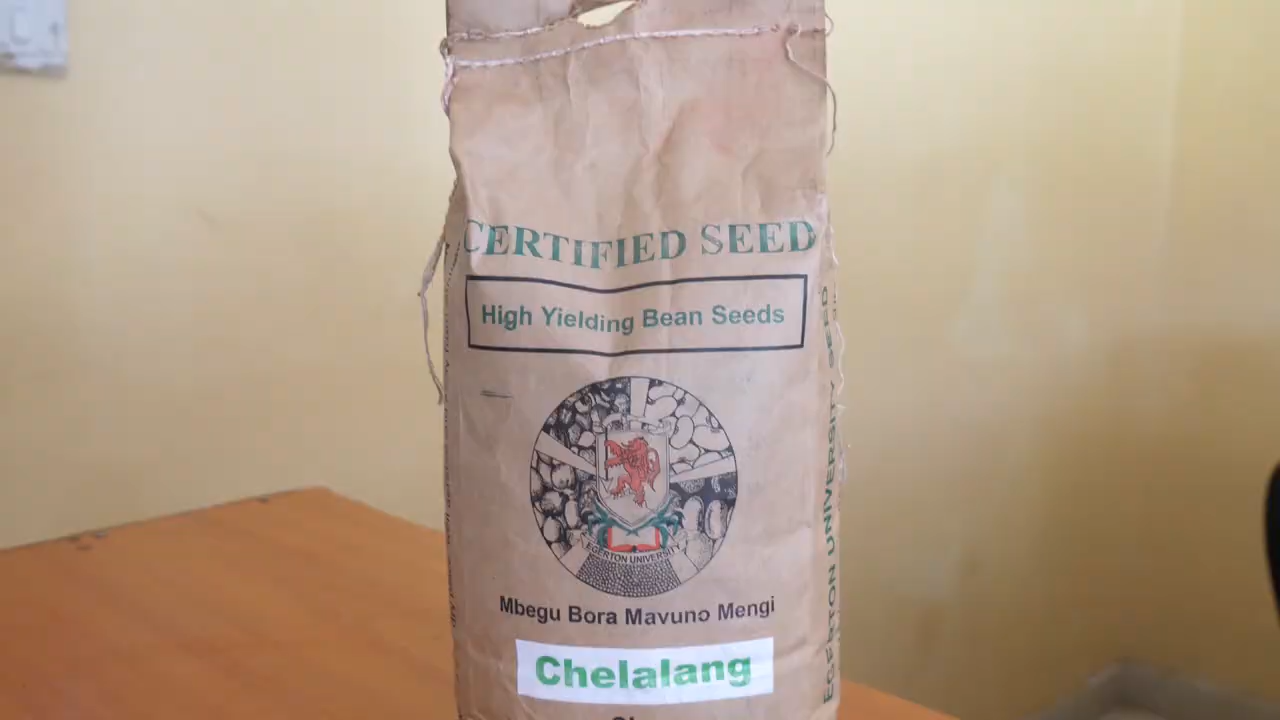 CERTIFIED SEED
High Yielding Bean Seeds
EGERTON UNIVERSITY
Mbegu Bora Mavuno Mengi
Chelalang
EGERTON UNIVERSITY SEED